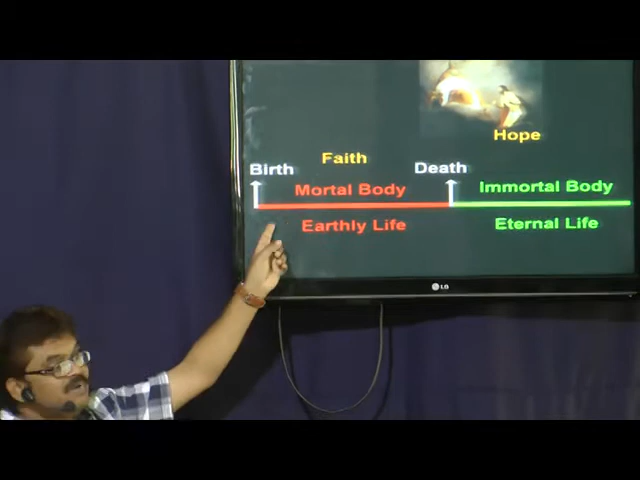 Hope
Faith
Birth
Death
Mortal Body
Immortal Body
Earthly Life
Eternal Life
LG